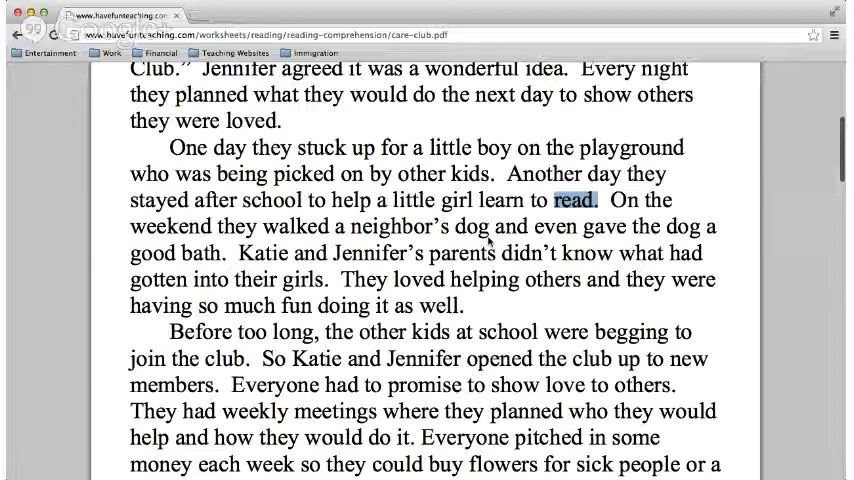 www.havefunteaching.com
Google+
www.havefunteaching.com/worksheets/reading/reading-comprehension/care-club.pdf
Entertainment Work Financial Teaching Websites Immigration
Club.” Jennifer agreed it was a wonderful idea. Every night
they planned what they would do the next day to show others
they were loved.
One day they stuck up for a little boy on the playground
who was being picked on by other kids. Another day they
stayed after school to help a little girl learn to read. On the
weekend they walked a neighbor’s dog and even gave the dog a
good bath. Katie and Jennifer’s parents didn’t know what had
gotten into their girls. They loved helping others and they were
having so much fun doing it as well.
Before too long, the other kids at school were begging to
join the club. So Katie and Jennifer opened the club up to new
members. Everyone had to promise to show love to others.
They had weekly meetings where they planned who they would
help and how they would do it. Everyone pitched in some
money each week so they could buy flowers for sick people or a